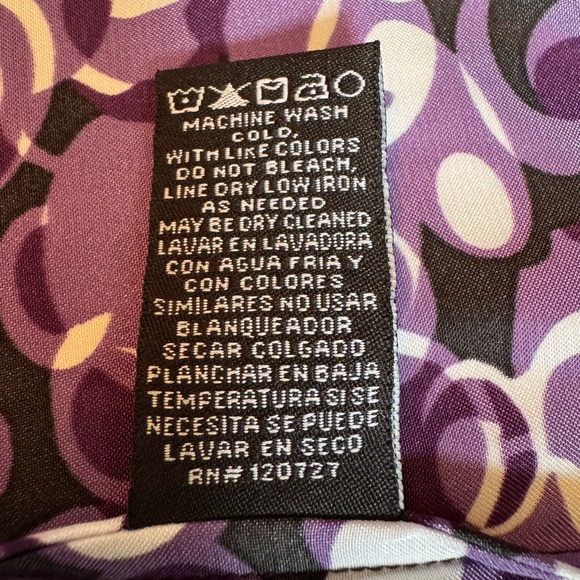 MACHINE WASH
COLD,
WITH LIKE COLORS
DO NOT BLEACH,
LINE DRY LOW IRON
AS NEEDED
MAY BE DRY CLEANED
LAVAR EN LAVADORA
CON AGUA FRIA Y
CON COLORES
SIMILARES NO USAR
BLANQUEADOR
SECAR COLGADO
PLANCHAR EN BAJA
TEMPERATURA SI SE
NECESITA SE PUEDE
LAVAR EN SECO
RN# 120727